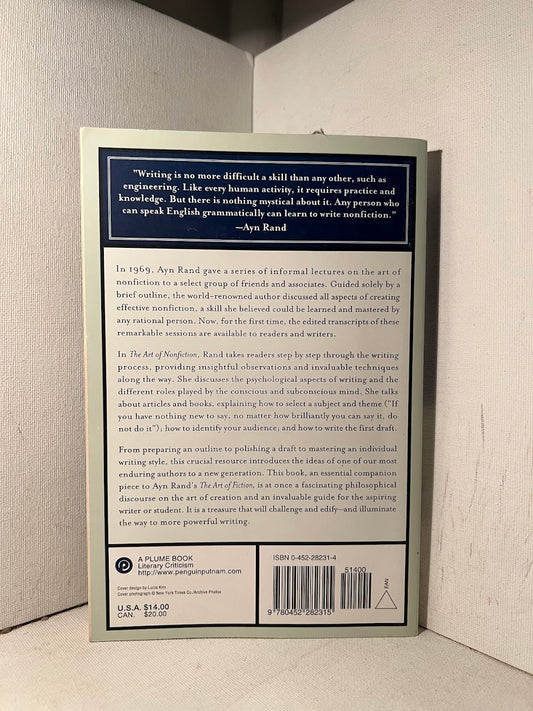 "Writing is no more difficult a skill than any other, such as
engineering. Like every human activity, it requires practice and
knowledge. But there is nothing mystical about it. Any person who
can speak English grammatically can learn to write nonfiction."
—Ayn Rand
In 1969, Ayn Rand gave a series of informal lectures on the art of
nonfiction to a select group of friends and associates. Guided solely by
a brief outline, the world-renowned author discussed all aspects of creating
effective nonfiction, a skill she believed could be learned and mastered by
any rational person. Now, for the first time, the edited transcripts of these
remarkable sessions are available to readers and writers.
In The Art of Nonfiction, Rand takes readers step by step through the writing
process, providing insightful observations and invaluable techniques
along the way. She discusses the psychological aspects of writing and the
different roles played by the conscious and subconscious mind. She talks
about articles and books, explaining how to select a subject and theme ("If
you have nothing new to say, no matter how brilliantly you can say it, do
not do it"); how to identify your audience; and how to write the first draft.
From preparing an outline to polishing a draft to mastering an individual
writing style, this crucial resource introduces the ideas of one of our most
enduring authors to a new generation. This book, an essential companion
piece to Ayn Rand's The Art of Fiction, is at once a fascinating philosophical
discourse on the art of creation and an invaluable guide for the aspiring
writer or student. It is a treasure that will challenge and edify—and illuminate
the way to more powerful writing.
A PLUME BOOK
Literary Criticism
http://www.penguinputnam.com
Cover design by Lucia Kim
Cover photograph © New York Times Co./Archive Photos
U.S.A. $14.00
CAN. $20.00
ISBN 0-452-28231-4
51400
9 780452 282315
EAN